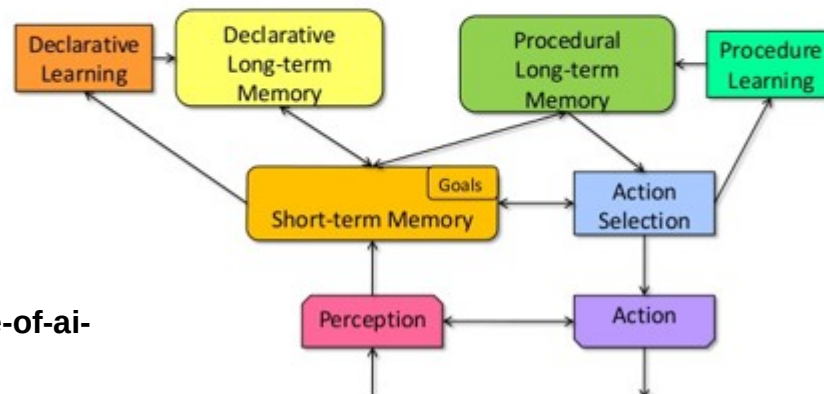 Declarative
Learning
Declarative
Long-term
Memory
Procedural
Long-term
Memory
Procedure
Learning
Goals
Short-term Memory
Action
Selection
Perception
Action
e-of-ai-